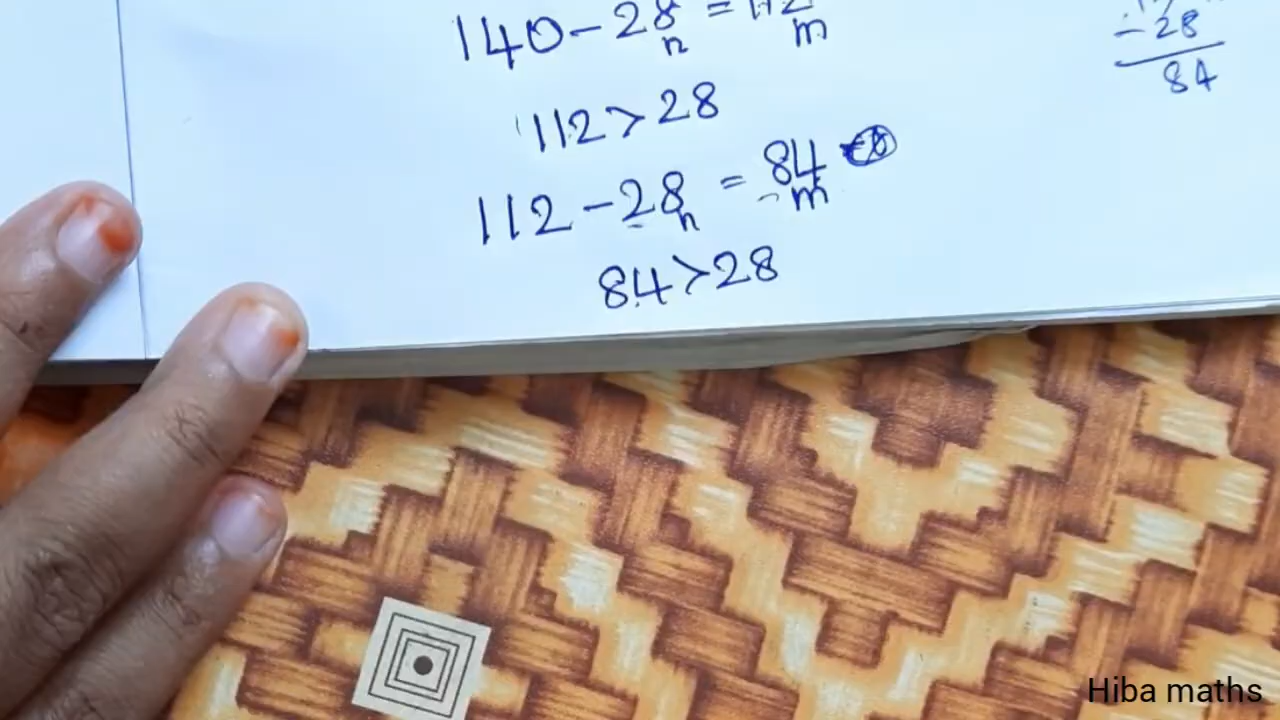 140 - 28 = 112
n m
112 > 28
112 - 28 = 84
n m
84 > 28
- 28
84
Hiba maths